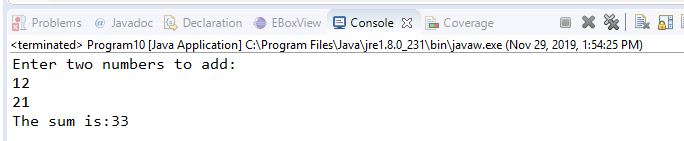 Problems @ Javadoc Declaration EBoxView Console Coverage
<terminated> Program10 [Java Application] C:\Program Files\Java\jre1.8.0_231\bin\javaw.exe (Nov 29, 2019, 1:54:25 PM)
Enter two numbers to add:
12
21
The sum is:33